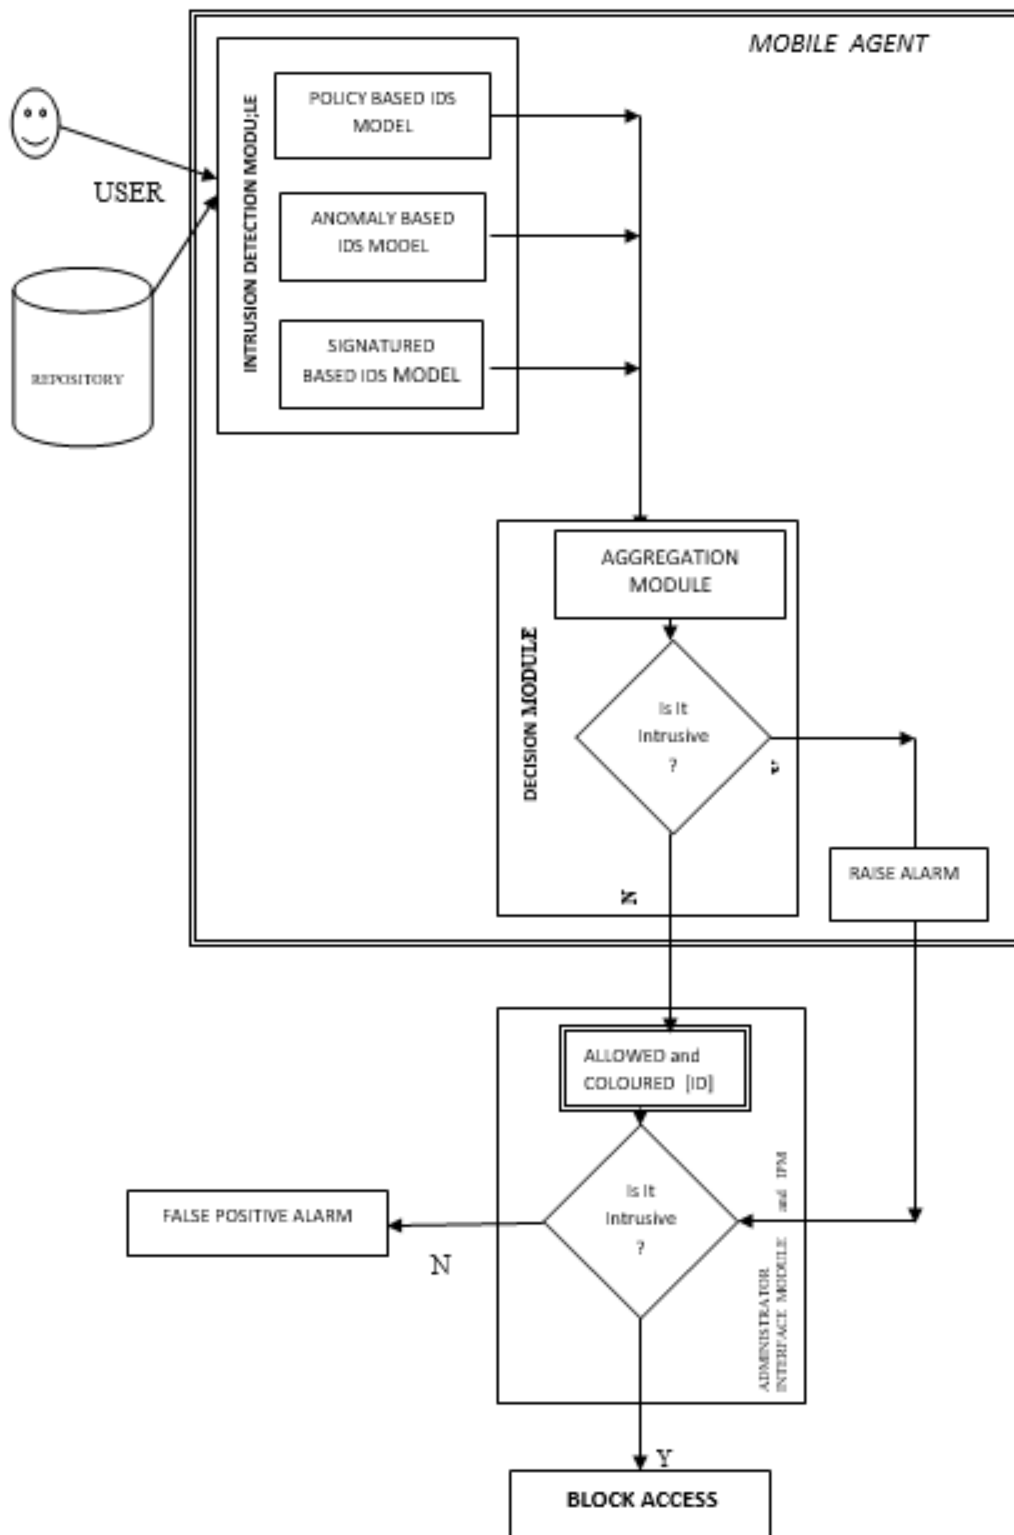 MOBILE AGENT
INTRUSION DETECTION MODU;LE
POLICY BASED IDS
MODEL
ANOMALY BASED
IDS MODEL
SIGNATURED
BASED IDS MODEL
USER
REPOSITORY
DECISION MODULE
AGGREGATION
MODULE
Is It
Intrusive
?
N
RAISE ALARM
ALLOWED and
COLOURED [ID]
Is It
Intrusive
?
ADMINISTRATOR
INTERFACE MODULE and IPM
FALSE POSITIVE ALARM
N
Y
BLOCK ACCESS